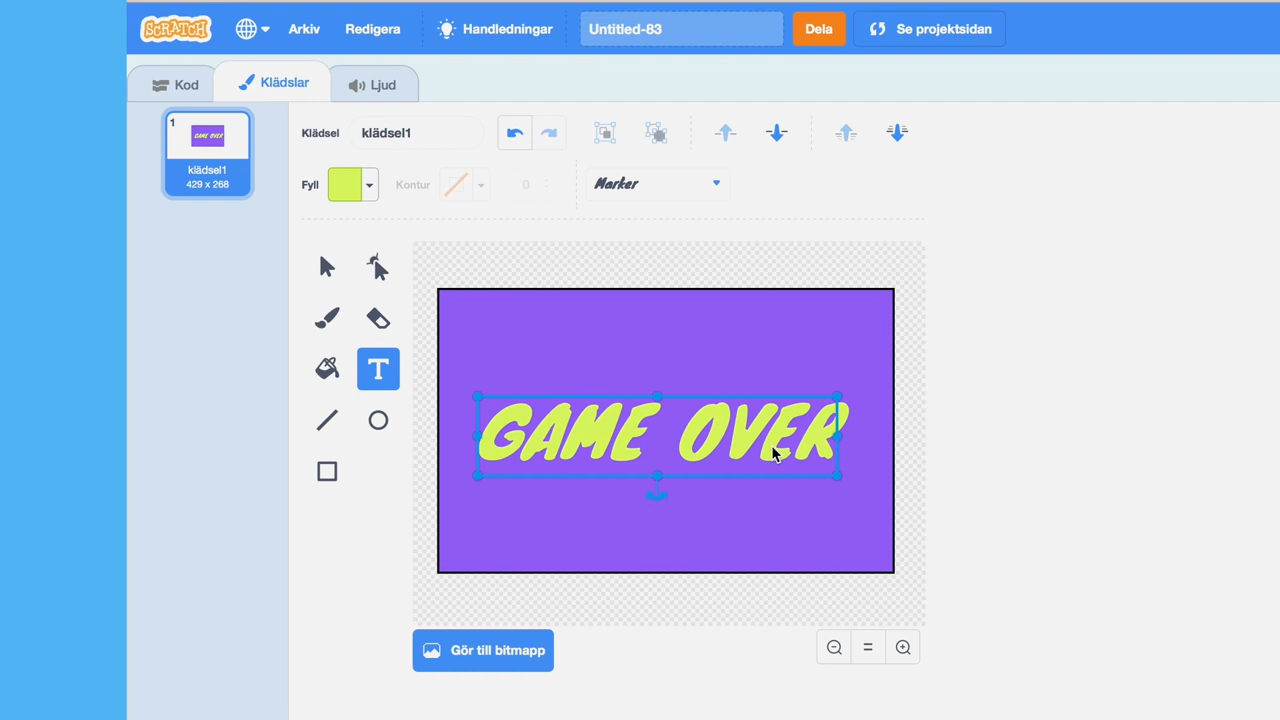 SCRATCH
Arkiv
Redigera
Handledningar
Untitled-83
Dela
Se projektsidan
Kod
Klädslar
Ljud
1
GAME OVER
klädsel1
429 x 268
Klädsel
klädsel1
Fyll
Kontur
0
Marker
T
GAME OVER
Gör till bitmapp